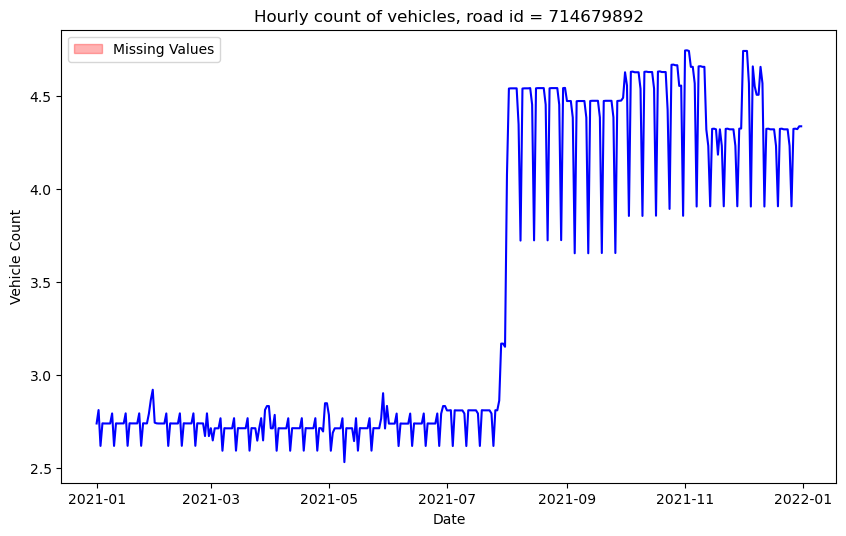 Hourly count of vehicles, road id = 714679892
Missing Values
Vehicle Count
4.5
4.0
3.5
3.0
2.5
2021-01 2021-03 2021-05 2021-07 2021-09 2021-11 2022-01
Date